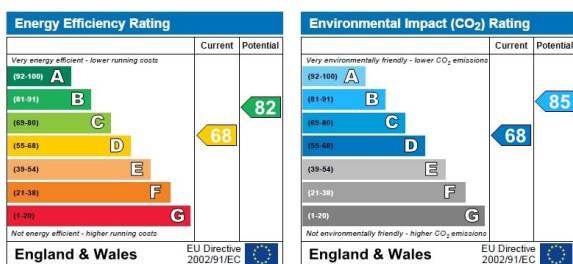 Energy Efficiency Rating
Current Potential
Very energy efficient - lower running costs
(92-100) A
(81-91) B
82
(69-80) C
68
(55-68) D
(39-54) E
(21-38) F
(1-20) G
Not energy efficient - higher running costs
England & Wales
EU Directive
2002/91/EC
Environmental Impact (CO₂) Rating
Current Potential
Very environmentally friendly - lower CO₂ emissions
(92-100) A
(81-91) B
85
(69-80) C
(55-68) D
68
(39-54) E
(21-38) F
(1-20) G
Not environmentally friendly - higher CO₂ emissions
England & Wales
EU Directive
2002/91/EC